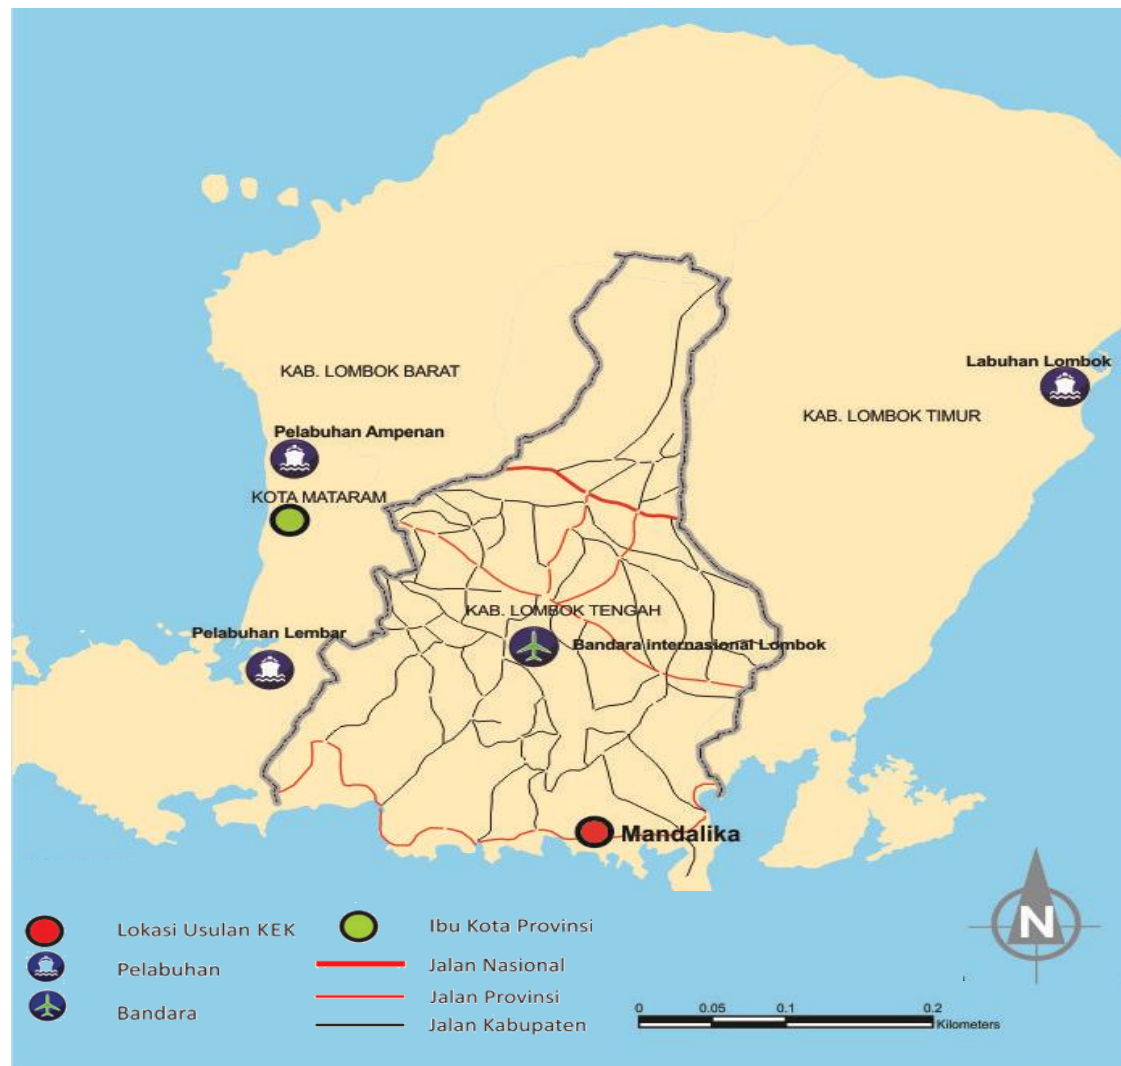 KAB. LOMBOK BARAT
Labuhan Lombok
KAB. LOMBOK TIMUR
Pelabuhan Ampenan
KOTA MATARAM
KAB. LOMBOK TENGAH
Pelabuhan Lembar
Bandara internasional Lombok
Mandalika
N
Lokasi Usulan KEK
Pelabuhan
Bandara
Ibu Kota Provinsi
Jalan Nasional
Jalan Provinsi
Jalan Kabupaten
0 0.05 0.1 0.2
Kilometers